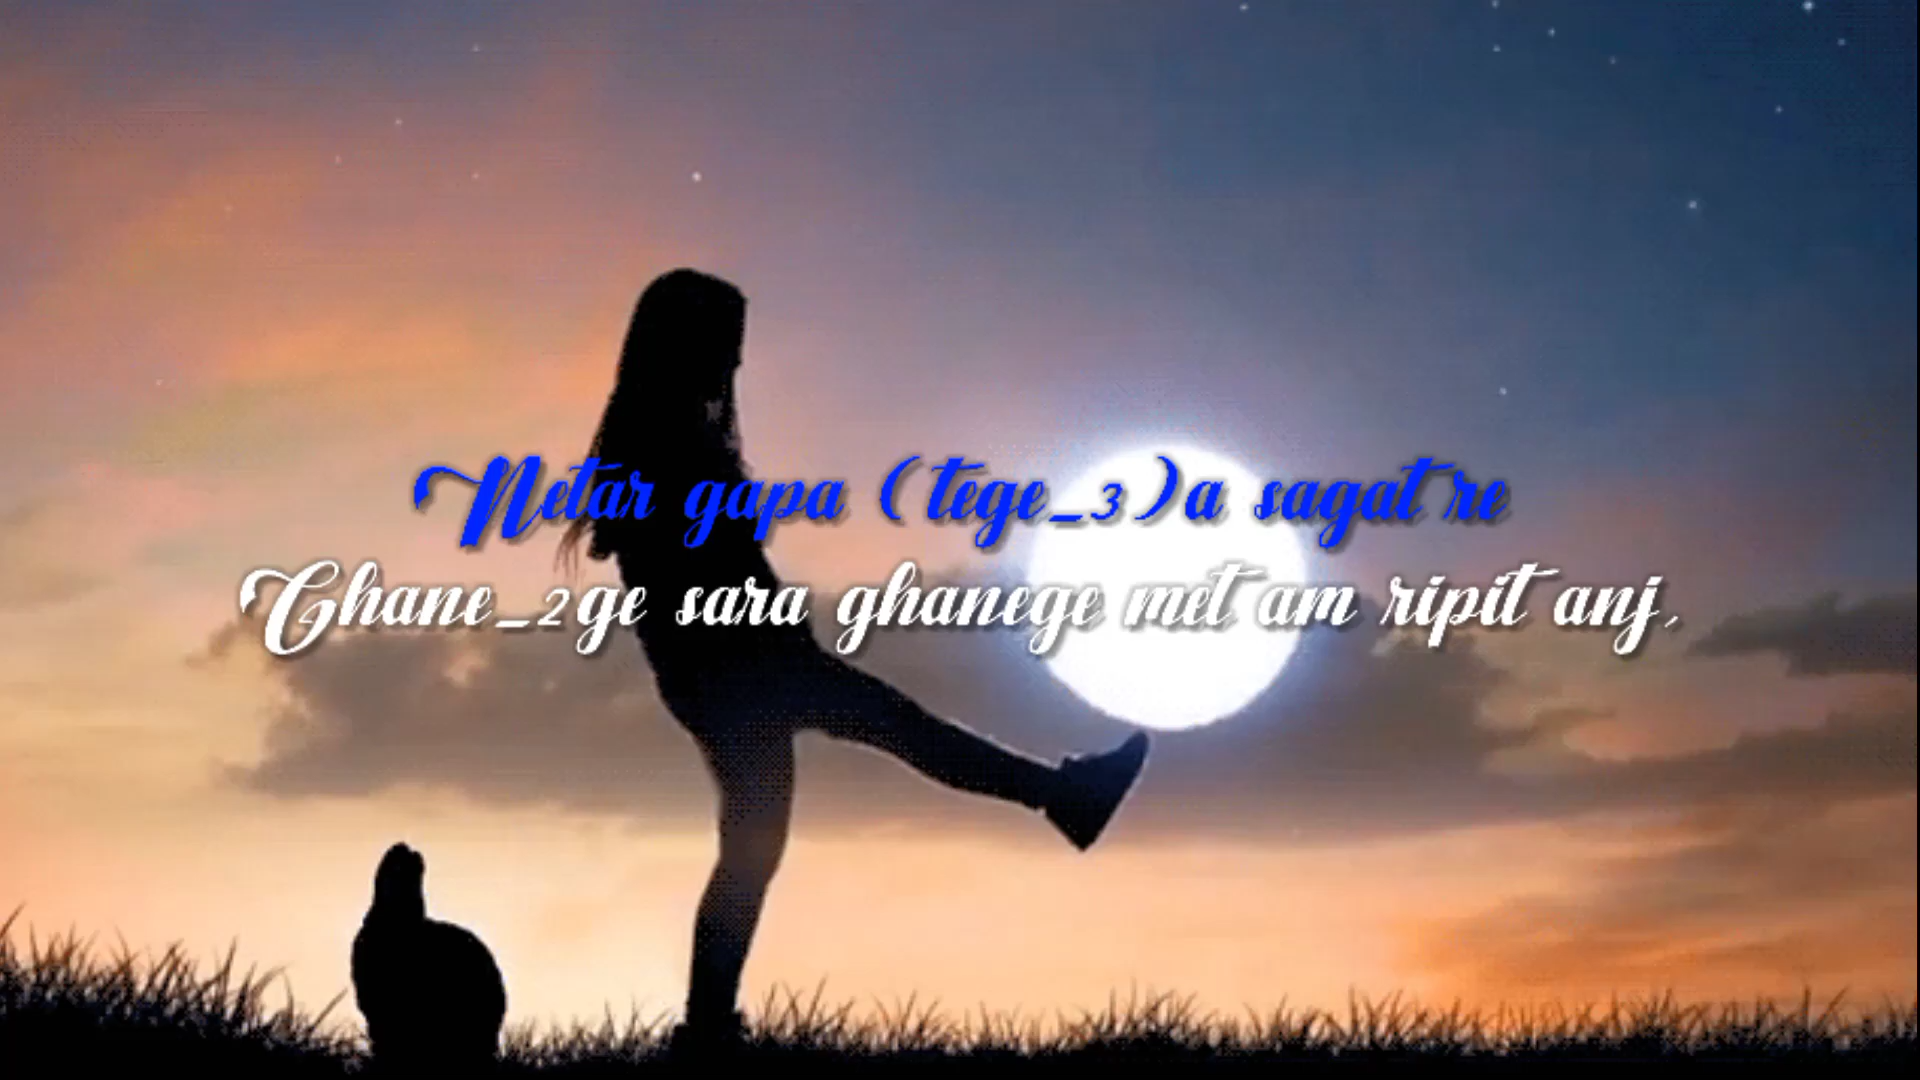 Netar gapa (tege_3)a sagat re
Ghane_2ge sara ghanege met am ripit anj,